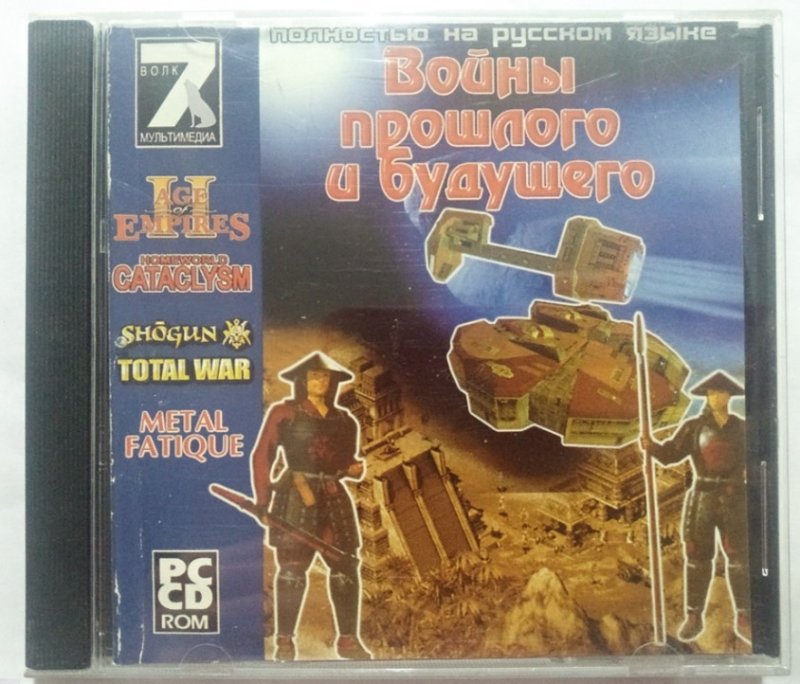 полностью на русском языке
Войны
прошлого
и будущего
7
ВОЛК
МУЛЬТИМЕДИА
II
AGE
of
EMPIRES
HOMEWORLD
CATACLYSM
SHŌGUN
TOTAL WAR
METAL
FATIQUE
PC
CD
ROM